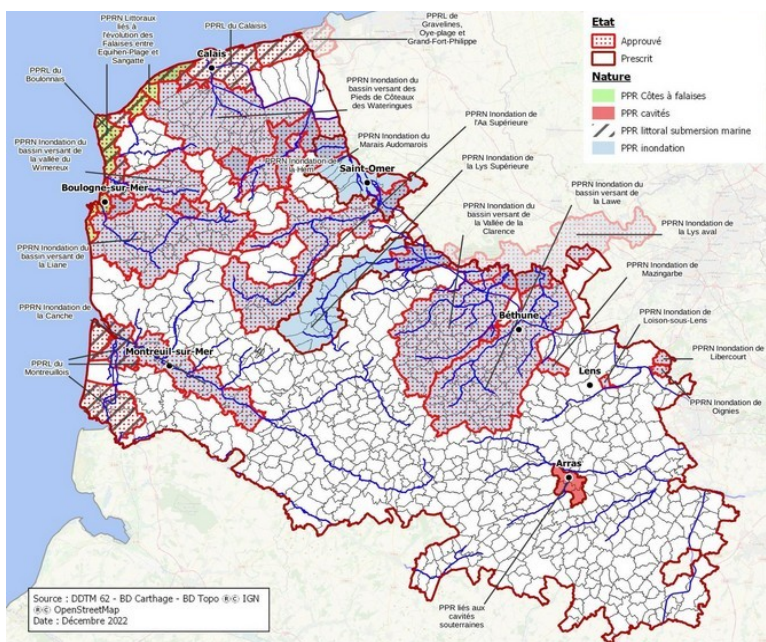 PPRN Littoraux
liés à
l'évolution des
Falaises entre
Equihen-Plage et
Sangatte
PPRL du Calaisis
PPRL de
Gravelines,
Oye-plage et
Grand-Fort-Philippe
Etat
Approuvé
Prescrit
Nature
PPR Côtes à falaises
PPR cavités
PPR littoral submersion marine
PPR inondation
Calais
PPRL du
Boulonnais
PPRN Inondation du
bassin versant des
Pieds de Côteaux
des Wateringues
PPRN Inondation de
l'Aa Supérieure
PPRN Inondation du
Marais Audomarois
PPRN Inondation du
bassin versant de
la vallée du
Wimereux
PPRN Inondation de
la Hem
Saint-Omer
PPRN Inondation de
la Lys Supérieure
Boulogne-sur-Mer
PPRN Inondation du
bassin versant de
la Vallée de la
Clarence
PPRN Inondation du
bassin versant de
la Lawe
PPRN Inondation de
la Lys aval
PPRN Inondation du
bassin versant de
la Liane
PPRN Inondation de
Mazingarbe
PPRN Inondation de
la Canche
Béthune
PPRN Inondation de
Loison-sous-Lens
PPRN Inondation de
Libercourt
PPRL du
Montreuillois
Montreuil-sur-Mer
Lens
PPRN Inondation de
Oignies
Arras
PPR liés aux
cavités
souterraines
Source : DDTM 62 - BD Carthage - BD Topo ®© IGN
®© OpenStreetMap
Date : Décembre 2022